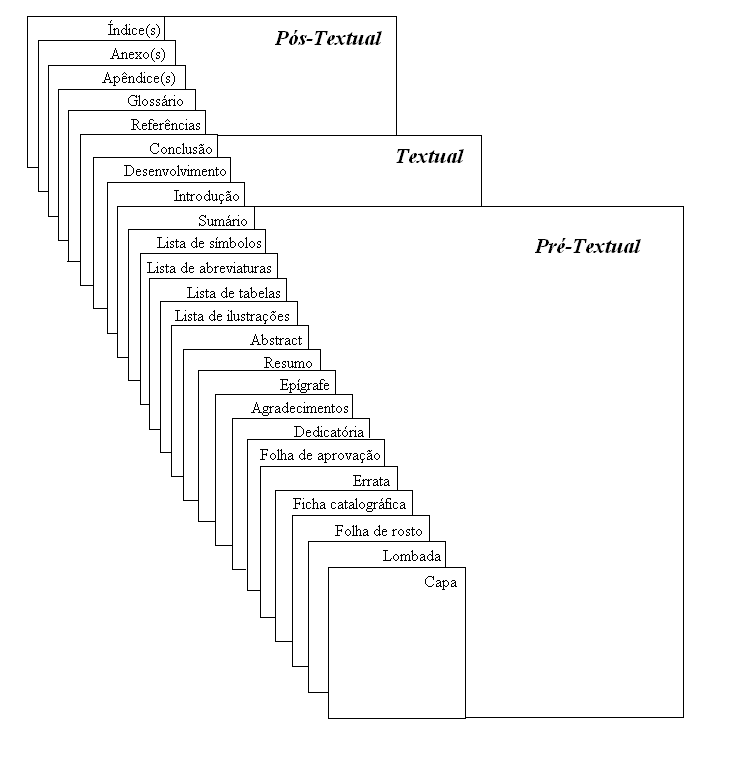 Índice(s)
Pós-Textual
Anexo(s)
Apêndice(s)
Glossário
Referências
Conclusão
Textual
Desenvolvimento
Introdução
Sumário
Pré-Textual
Lista de símbolos
Lista de abreviaturas
Lista de tabelas
Lista de ilustrações
Abstract
Resumo
Epígrafe
Agradecimentos
Dedicatória
Folha de aprovação
Errata
Ficha catalográfica
Folha de rosto
Lombada
Capa